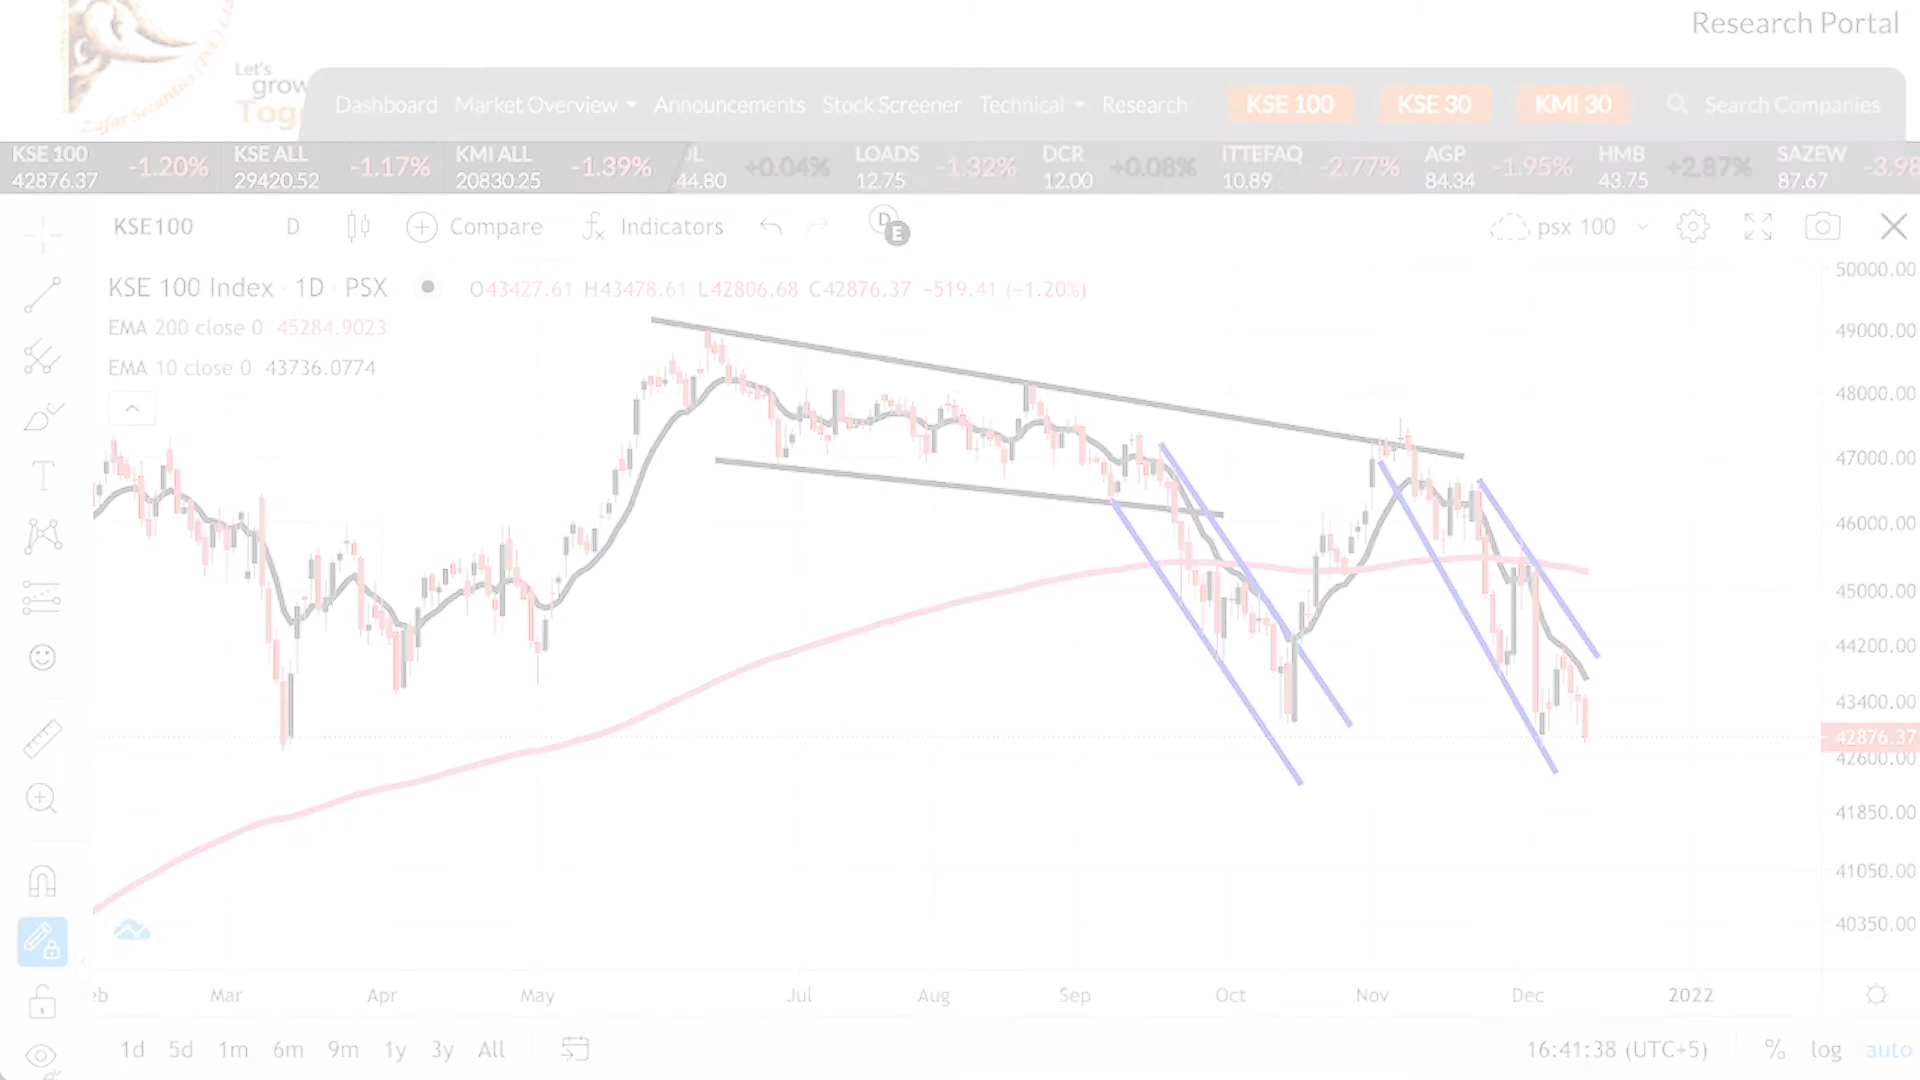 Research Portal
Let's
grow
Zafar Securities (Pvt.) Lt
Dashboard Market Overview Announcements Stock Screener Technical Research KSE 100 KSE 30 KMI 30 Search Companies
KSE 100 -1.20% KSE ALL -1.17% KMI ALL -1.39% +0.04% LOADS -1.32% DCR +0.08% ITTEFAQ -2.77% AGP -1.95% HMB +2.87% SAZEW -3.98
42876.37 29420.52 20830.25 44.80 12.75 12.00 10.89 84.34 43.75 87.67
KSE100 D Compare Indicators D E psx 100
KSE 100 Index · 1D · PSX O43427.61 H43478.61 L42806.68 C42876.37 −519.41 (−1.20%)
EMA 200 close 0 45284.9023
EMA 10 close 0 43736.0774
50000.00
49000.00
48000.00
47000.00
46000.00
45000.00
44200.00
43400.00
42876.37
42600.00
41850.00
41050.00
40350.00
eb Mar Apr May Jul Aug Sep Oct Nov Dec 2022
1d 5d 1m 6m 9m 1y 3y All 16:41:38 (UTC+5) % log auto